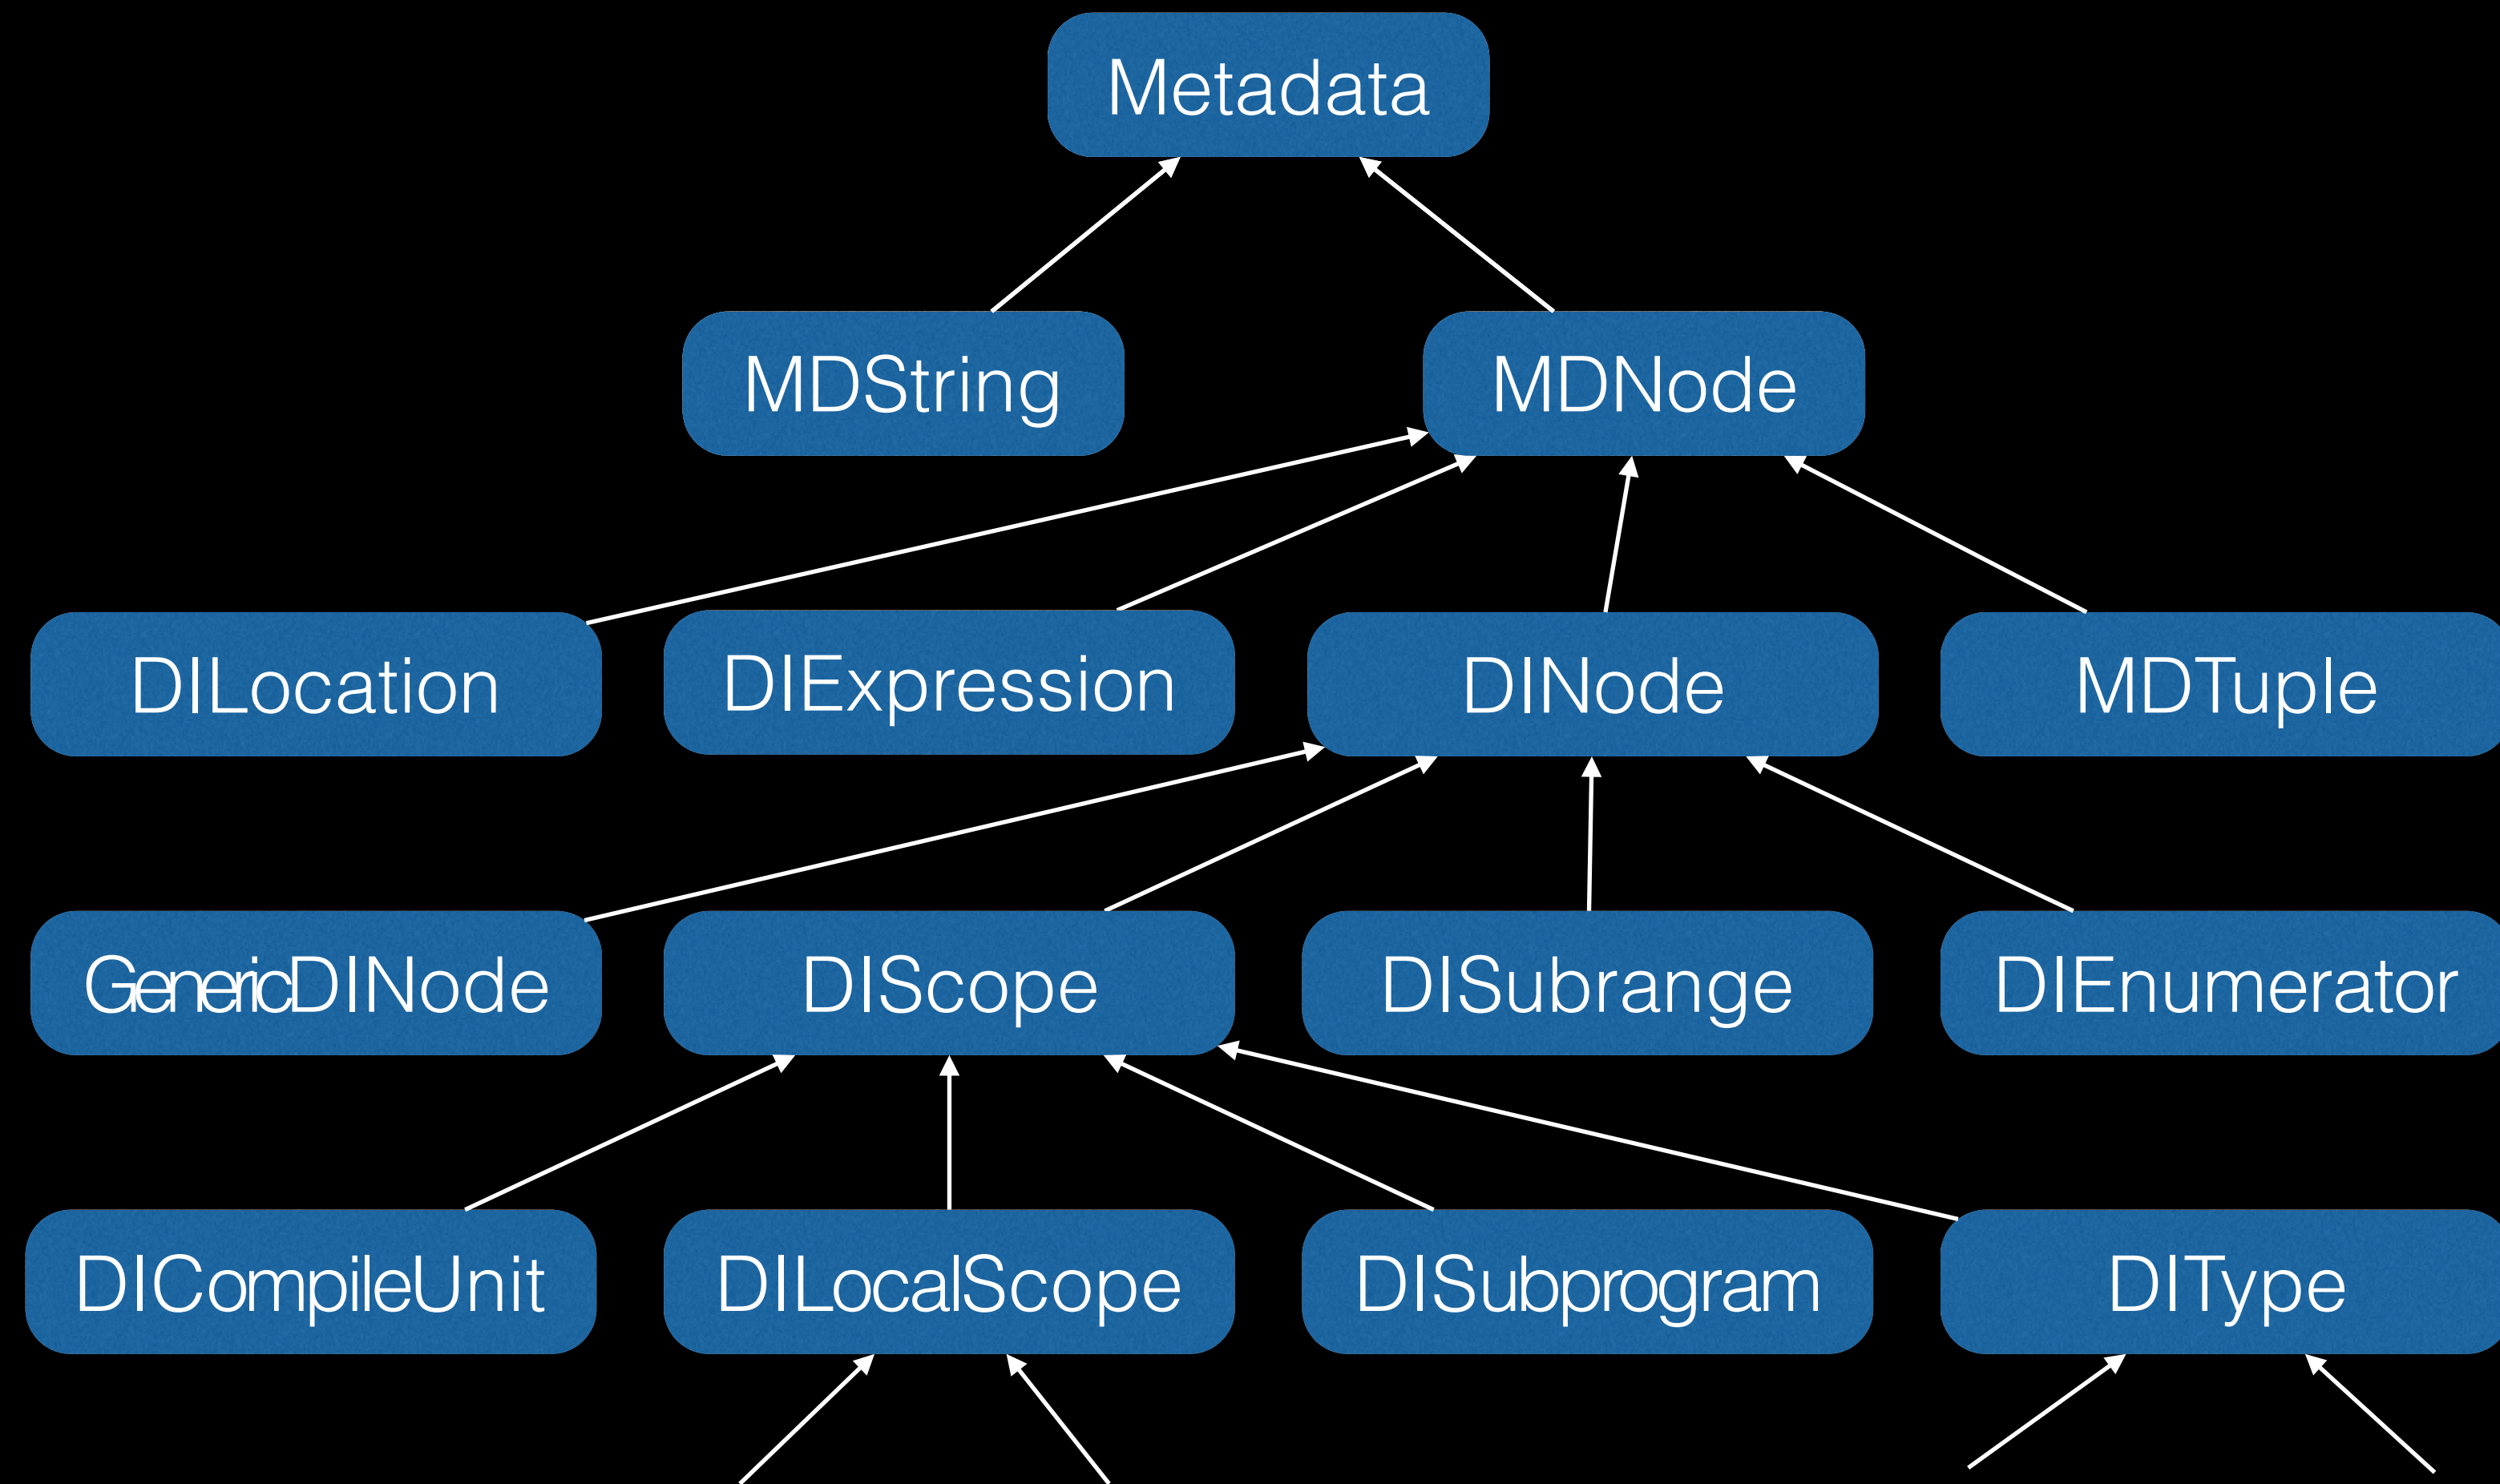 Metadata
MDString
MDNode
DILocation
DIExpression
DINode
MDTuple
GenericDINode
DIScope
DISubrange
DIEnumerator
DICompileUnit
DILocalScope
DISubprogram
DIType